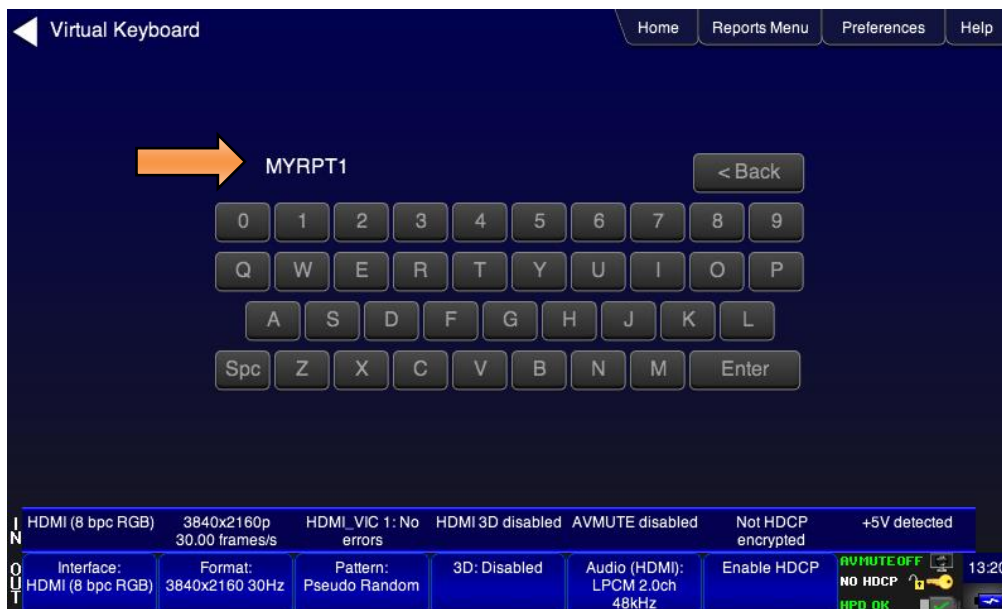 Virtual Keyboard
Home
Reports Menu
Preferences
Help
MYRPT1
< Back
0 1 2 3 4 5 6 7 8 9
Q W E R T Y U I O P
A S D F G H J K L
Spc Z X C V B N M Enter
IN
HDMI (8 bpc RGB)
3840x2160p
30.00 frames/s
HDMI_VIC 1: No
errors
HDMI 3D disabled
AVMUTE disabled
Not HDCP
encrypted
+5V detected
OUT
Interface:
HDMI (8 bpc RGB)
Format:
3840x2160 30Hz
Pattern:
Pseudo Random
3D: Disabled
Audio (HDMI):
LPCM 2.0ch
48kHz
Enable HDCP
AVMUTE OFF
NO HDCP
HPD OK
13:20